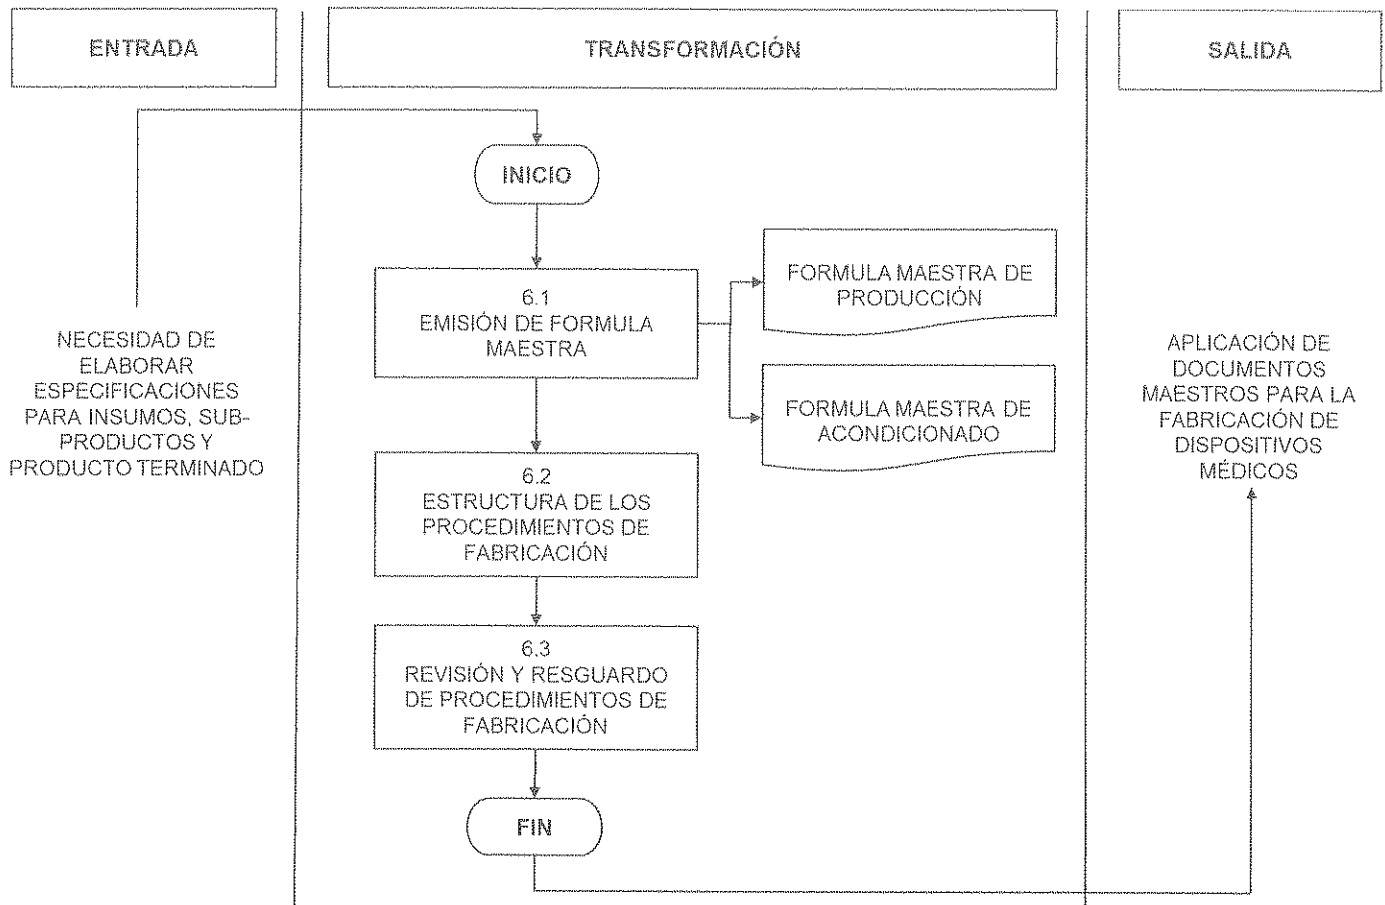 ENTRADA
TRANSFORMACIÓN
SALIDA
INICIO
6.1
EMISIÓN DE FORMULA
MAESTRA
FORMULA MAESTRA DE
PRODUCCIÓN
FORMULA MAESTRA DE
ACONDICIONADO
NECESIDAD DE
ELABORAR
ESPECIFICACIONES
PARA INSUMOS, SUB-
PRODUCTOS Y
PRODUCTO TERMINADO
6.2
ESTRUCTURA DE LOS
PROCEDIMIENTOS DE
FABRICACIÓN
6.3
REVISIÓN Y RESGUARDO
DE PROCEDIMIENTOS DE
FABRICACIÓN
FIN
APLICACIÓN DE
DOCUMENTOS
MAESTROS PARA LA
FABRICACIÓN DE
DISPOSITIVOS
MÉDICOS